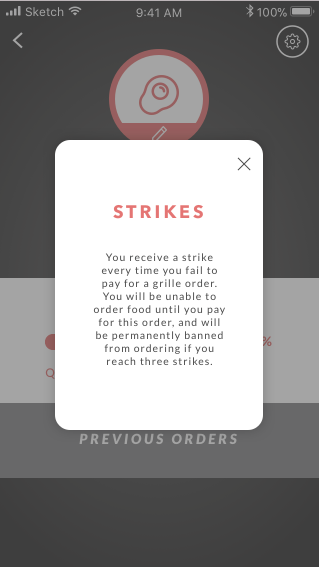 Sketch 9:41 AM 100%
STRIKES
You receive a strike
every time you fail to
pay for a grille order.
You will be unable to
order food until you pay
for this order, and will
be permanently banned
from ordering if you
reach three strikes.
%
PREVIOUS ORDERS